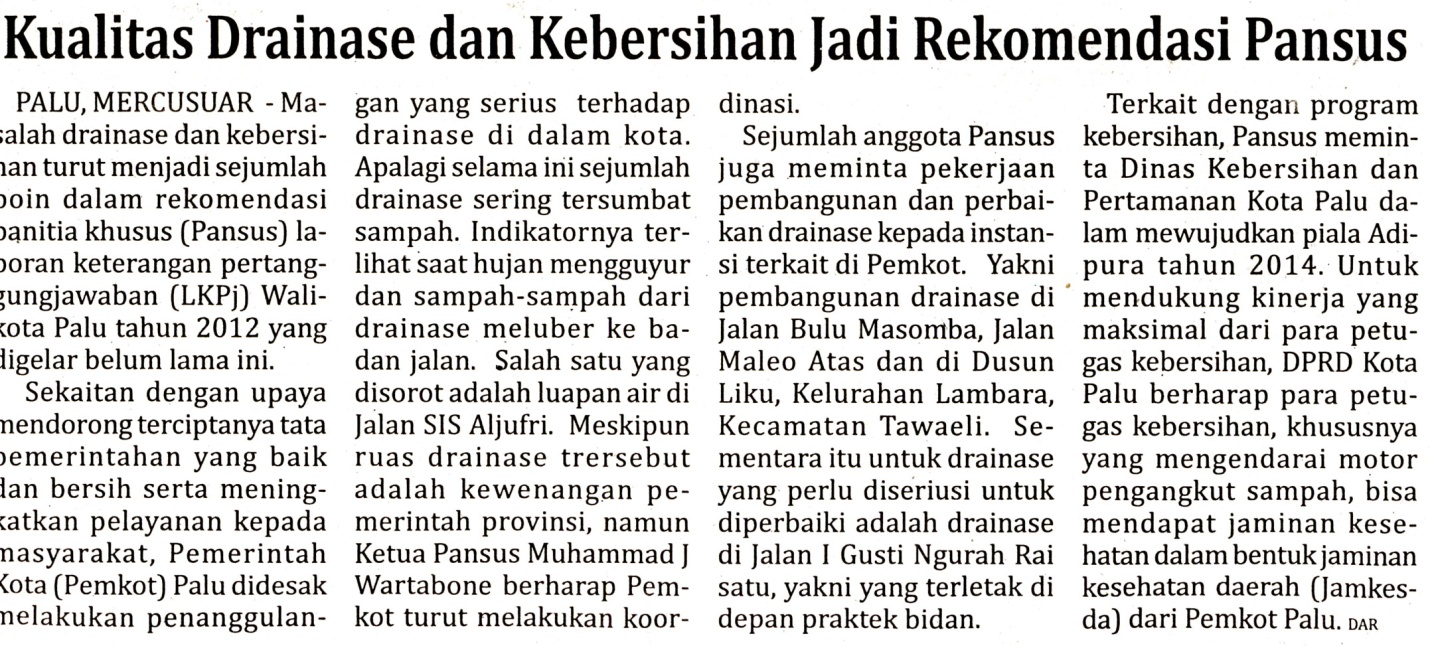 Kualitas Drainase dan Kebersihan Jadi Rekomendasi Pansus
PALU, MERCUSUAR - Ma-
salah drainase dan kebersi-
han turut menjadi sejumlah
poin dalam rekomendasi
panitia khusus (Pansus) la-
poran keterangan pertang-
gungjawaban (LKPj) Wali-
kota Palu tahun 2012 yang
digelar belum lama ini.
Sekaitan dengan upaya
mendorong terciptanya tata
pemerintahan yang baik
dan bersih serta mening-
katkan pelayanan kepada
masyarakat, Pemerintah
Kota (Pemkot) Palu didesak
melakukan penanggulan-
gan yang serius terhadap
drainase di dalam kota.
Apalagi selama ini sejumlah
drainase sering tersumbat
sampah. Indikatornya ter-
lihat saat hujan mengguyur
dan sampah-sampah dari
drainase meluber ke ba-
dan jalan. Salah satu yang
disorot adalah luapan air di
Jalan SIS Aljufri. Meskipun
ruas drainase trersebut
adalah kewenangan pe-
merintah provinsi, namun
Ketua Pansus Muhammad J
Wartabone berharap Pem-
kot turut melakukan koor-
dinasi.
Sejumlah anggota Pansus
juga meminta pekerjaan
pembangunan dan perbai-
kan drainase kepada instan-
si terkait di Pemkot. Yakni
pembangunan drainase di
Jalan Bulu Masomba, Jalan
Maleo Atas dan di Dusun
Liku, Kelurahan Lambara,
Kecamatan Tawaeli. Se-
mentara itu untuk drainase
yang perlu diseriusi untuk
diperbaiki adalah drainase
di Jalan I Gusti Ngurah Rai
satu, yakni yang terletak di
depan praktek bidan.
Terkait dengan program
kebersihan, Pansus memin-
ta Dinas Kebersihan dan
Pertamanan Kota Palu da-
lam mewujudkan piala Adi-
pura tahun 2014. Untuk
mendukung kinerja yang
maksimal dari para petu-
gas kebersihan, DPRD Kota
Palu berharap para petu-
gas kebersihan, khususnya
yang mengendarai motor
pengangkut sampah, bisa
mendapat jaminan kese-
hatan dalam bentuk jaminan
kesehatan daerah (Jamkes-
da) dari Pemkot Palu. DAR